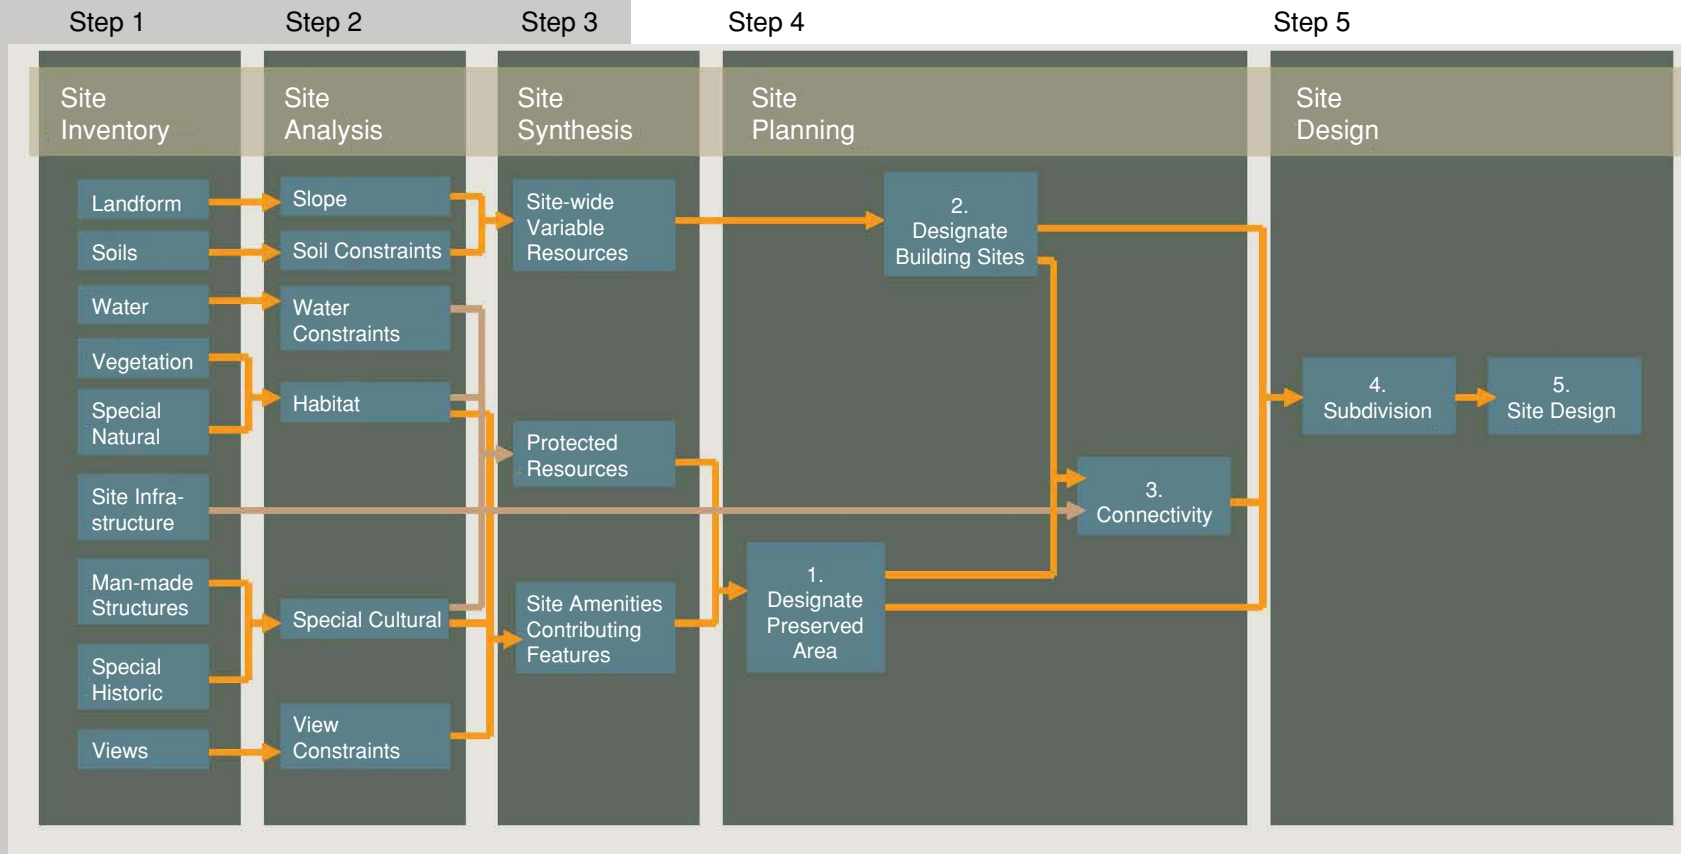 Step 1
Step 2
Step 3
Step 4
Step 5
Site
Inventory
Site
Analysis
Site
Synthesis
Site
Planning
Site
Design
Landform
Soils
Water
Vegetation
Special
Natural
Site Infra-
structure
Man-made
Structures
Special
Historic
Views
Slope
Soil Constraints
Water
Constraints
Habitat
Special Cultural
View
Constraints
Site-wide
Variable
Resources
Protected
Resources
Site Amenities
Contributing
Features
2.
Designate
Building Sites
3.
Connectivity
1.
Designate
Preserved
Area
4.
Subdivision
5.
Site Design